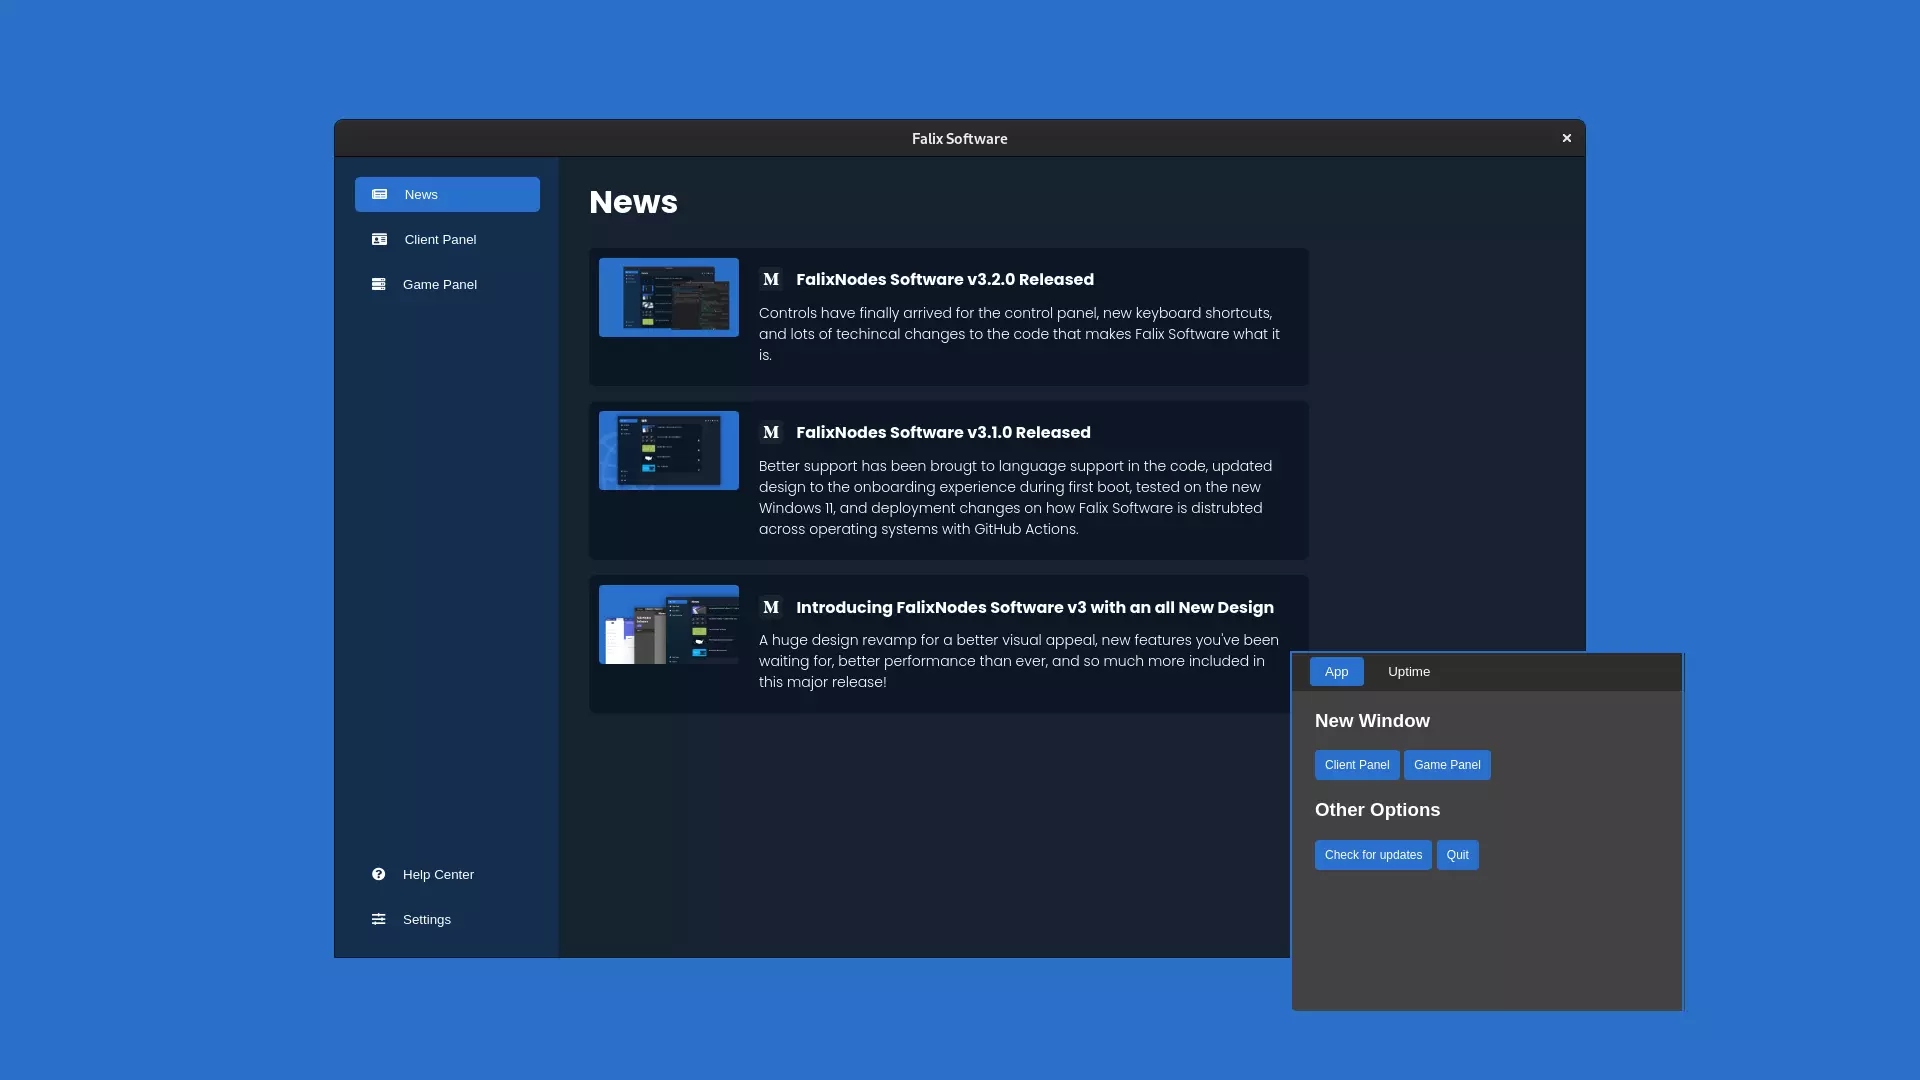 Falix Software
News
Client Panel
Game Panel
Help Center
Settings
News
M FalixNodes Software v3.2.0 Released
Controls have finally arrived for the control panel, new keyboard shortcuts,
and lots of techincal changes to the code that makes Falix Software what it
is.
M FalixNodes Software v3.1.0 Released
Better support has been brougt to language support in the code, updated
design to the onboarding experience during first boot, tested on the new
Windows 11, and deployment changes on how Falix Software is distrubted
across operating systems with GitHub Actions.
M Introducing FalixNodes Software v3 with an all New Design
A huge design revamp for a better visual appeal, new features you've been
waiting for, better performance than ever, and so much more included in
this major release!
App Uptime
New Window
Client Panel Game Panel
Other Options
Check for updates Quit